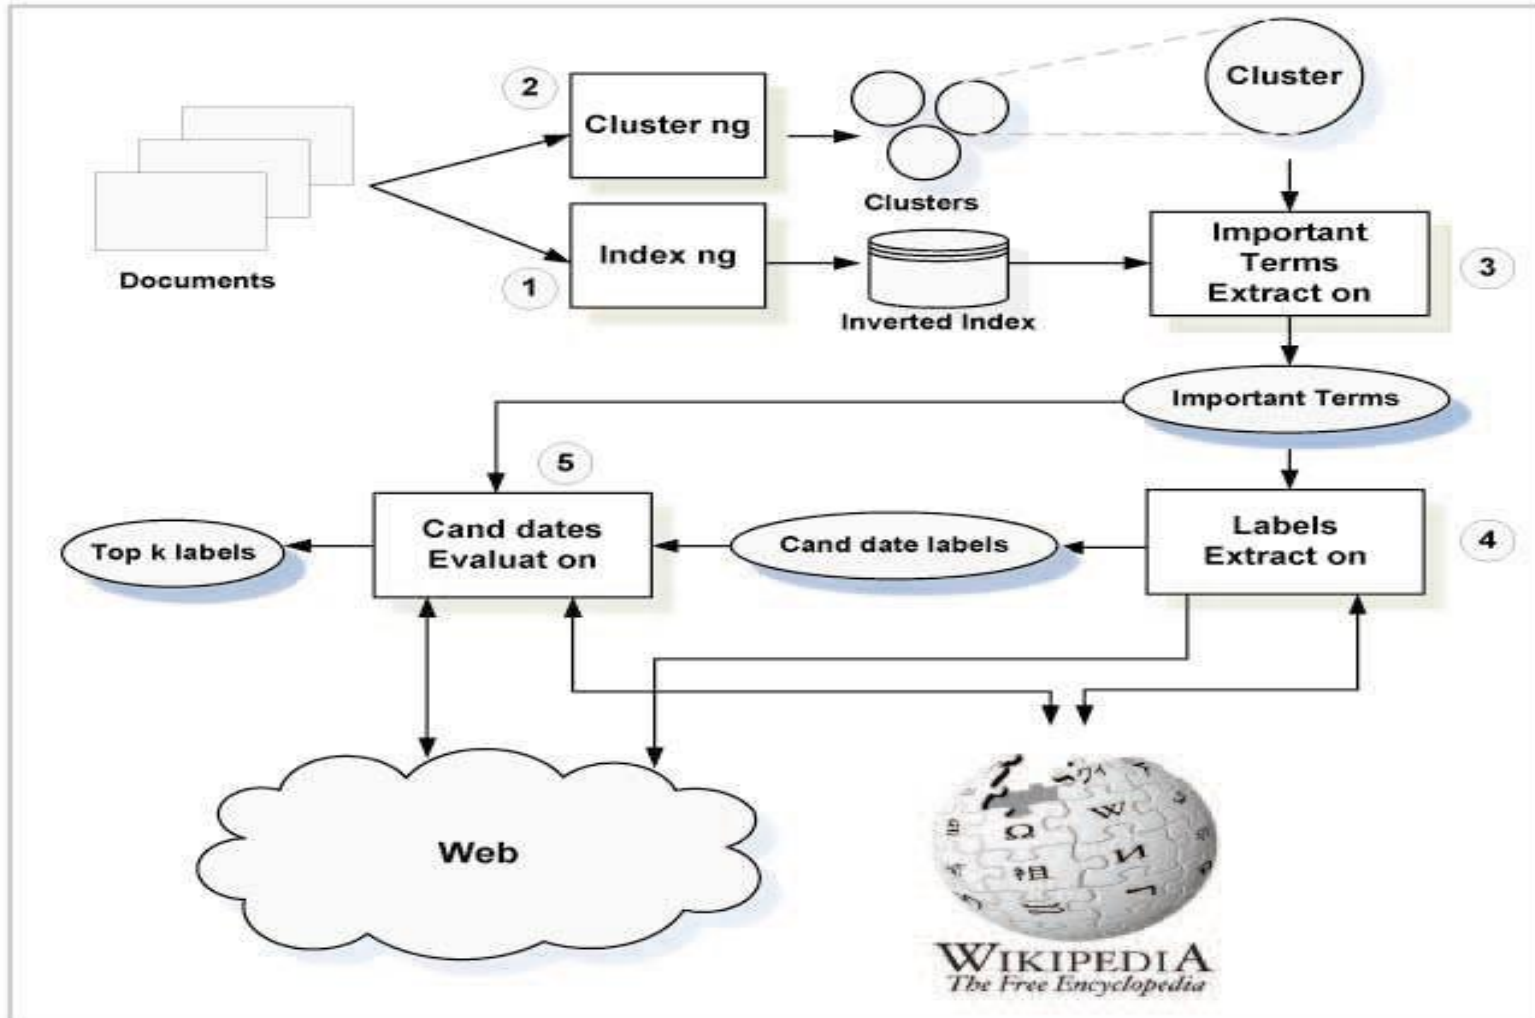 2
Cluster ng
Cluster
Clusters
Documents
1
Index ng
Inverted Index
Important
Terms
Extract on
3
Important Terms
5
Cand dates
Evaluat on
Top k labels
Cand date labels
Labels
Extract on
4
Web
WIKIPEDIA
The Free Encyclopedia
Ω
W
И
祖